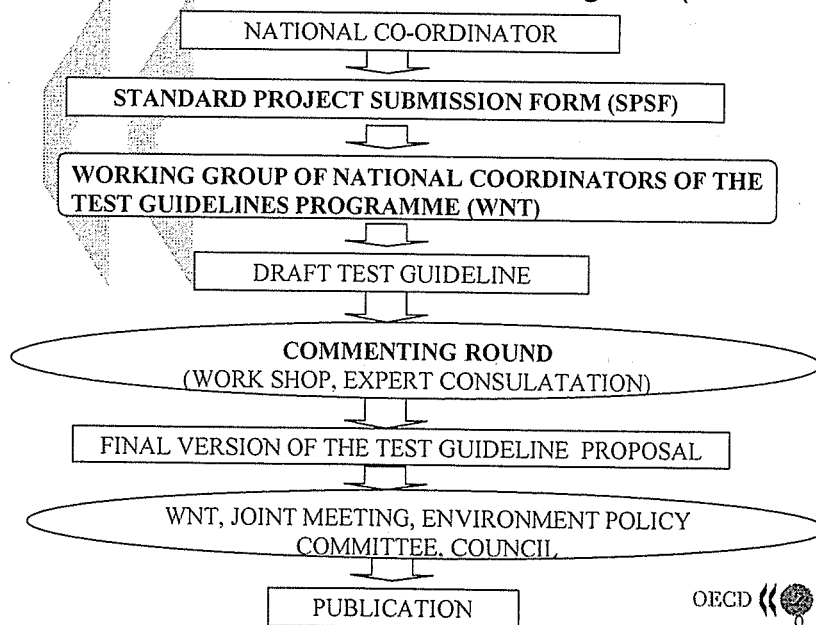 NATIONAL CO-ORDINATOR
STANDARD PROJECT SUBMISSION FORM (SPSF)
WORKING GROUP OF NATIONAL COORDINATORS OF THE
TEST GUIDELINES PROGRAMME (WNT)
DRAFT TEST GUIDELINE
COMMENTING ROUND
(WORK SHOP, EXPERT CONSULATATION)
FINAL VERSION OF THE TEST GUIDELINE PROPOSAL
WNT, JOINT MEETING, ENVIRONMENT POLICY
COMMITTEE, COUNCIL
PUBLICATION
OECD